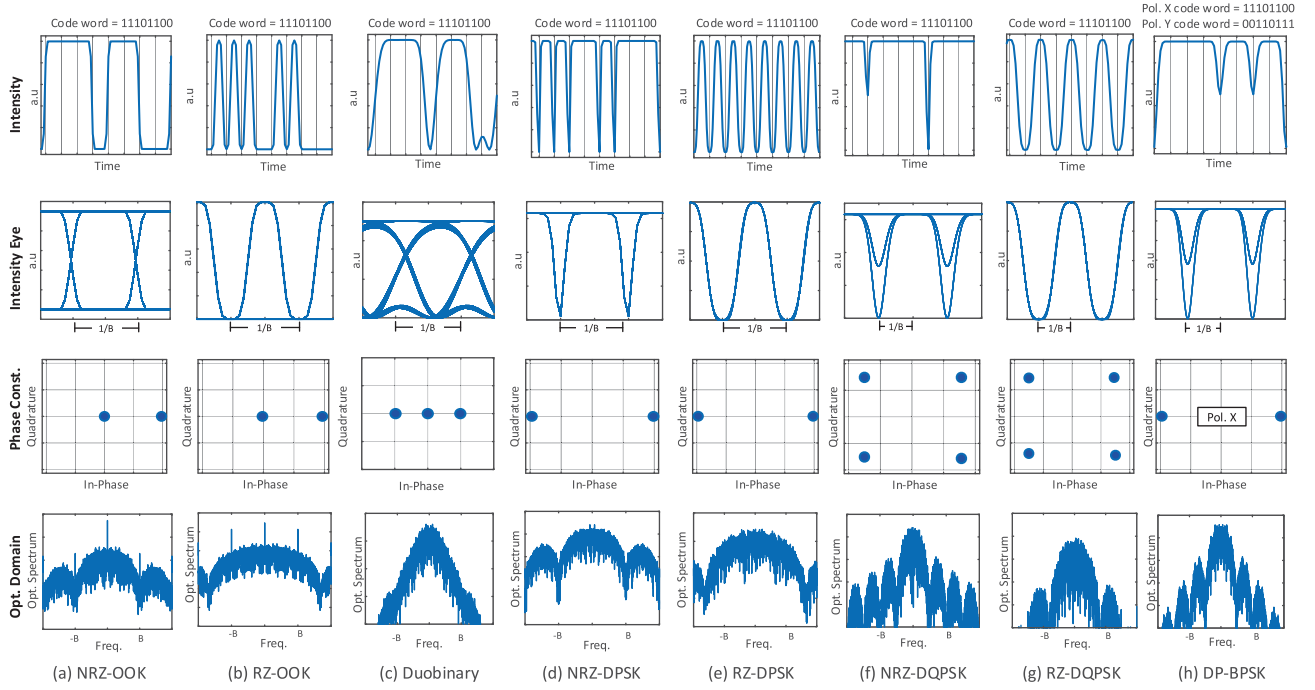 Pol. X code word = 11101100
Code word = 11101100 Code word = 11101100 Code word = 11101100 Code word = 11101100 Code word = 11101100 Code word = 11101100 Code word = 11101100 Pol. Y code word = 00110111
Intensity a.u a.u a.u a.u a.u a.u a.u a.u
Time Time Time Time Time Time Time Time
Intensity Eye a.u a.u a.u a.u a.u a.u a.u a.u
1/B 1/B 1/B 1/B 1/B 1/B 1/B 1/B
Phase Const. Quadrature Quadrature Quadrature Quadrature Quadrature Quadrature Quadrature Quadrature Pol. X
In-Phase In-Phase In-Phase In-Phase In-Phase In-Phase In-Phase In-Phase
Opt Domain Opt. Spectrum Opt. Spectrum Opt. Spectrum Opt. Spectrum Opt. Spectrum Opt. Spectrum Opt. Spectrum Opt. Spectrum
-B B -B B -B B -B B -B B -B B -B B -B B
Freq. Freq. Freq. Freq. Freq. Freq. Freq. Freq.
(a) NRZ-OOK (b) RZ-OOK (c) Duobinary (d) NRZ-DPSK (e) RZ-DPSK (f) NRZ-DQPSK (g) RZ-DQPSK (h) DP-BPSK